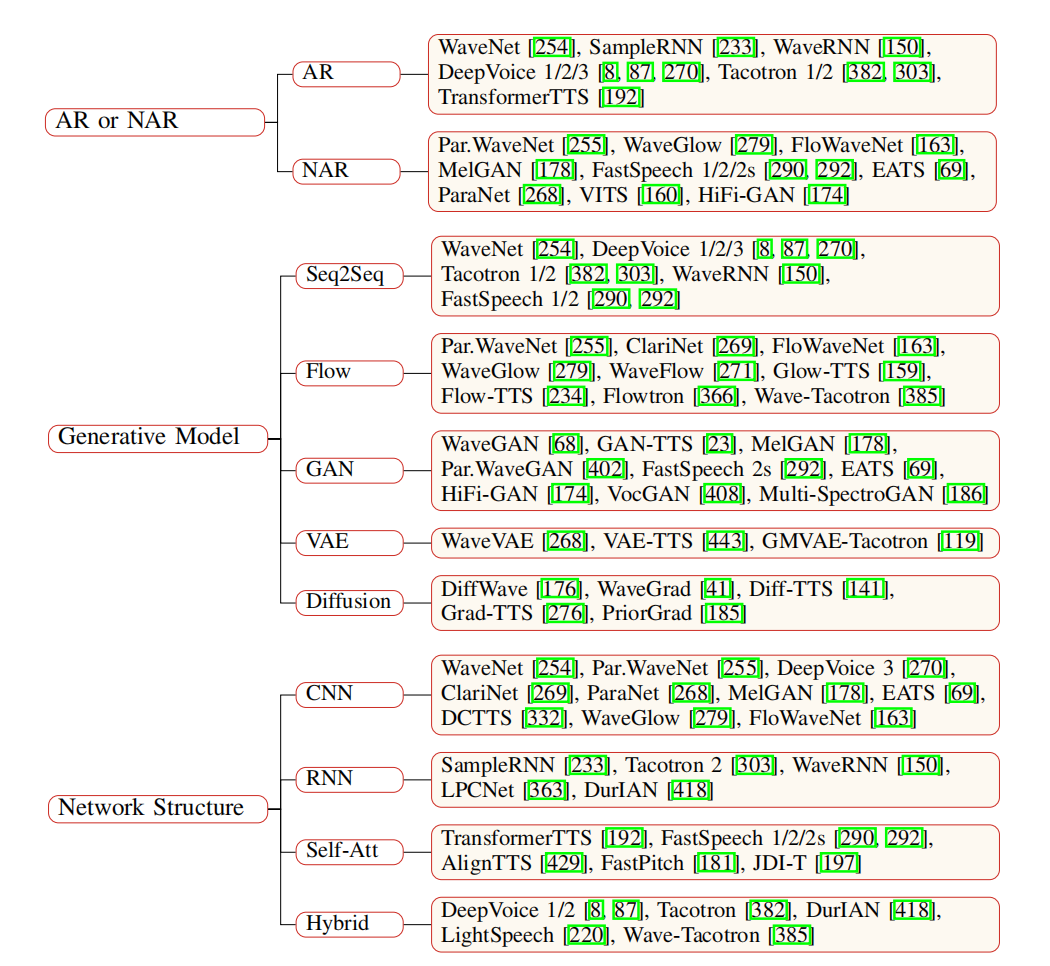 AR or NAR
AR
WaveNet [254], SampleRNN [233], WaveRNN [150],
DeepVoice 1/2/3 [8, 87, 270], Tacotron 1/2 [382, 303],
TransformerTTS [192]
NAR
Par.WaveNet [255], WaveGlow [279], FloWaveNet [163],
MelGAN [178], FastSpeech 1/2/2s [290, 292], EATS [69],
ParaNet [268], VITS [160], HiFi-GAN [174]
Generative Model
Seq2Seq
WaveNet [254], DeepVoice 1/2/3 [8, 87, 270],
Tacotron 1/2 [382, 303], WaveRNN [150],
FastSpeech 1/2 [290, 292]
Flow
Par.WaveNet [255], ClariNet [269], FloWaveNet [163],
WaveGlow [279], WaveFlow [271], Glow-TTS [159],
Flow-TTS [234], Flowtron [366], Wave-Tacotron [385]
GAN
WaveGAN [68], GAN-TTS [23], MelGAN [178],
Par.WaveGAN [402], FastSpeech 2s [292], EATS [69],
HiFi-GAN [174], VocGAN [408], Multi-SpectroGAN [186]
VAE
WaveVAE [268], VAE-TTS [443], GMVAE-Tacotron [119]
Diffusion
DiffWave [176], WaveGrad [41], Diff-TTS [141],
Grad-TTS [276], PriorGrad [185]
Network Structure
CNN
WaveNet [254], Par.WaveNet [255], DeepVoice 3 [270],
ClariNet [269], ParaNet [268], MelGAN [178], EATS [69],
DCTTS [332], WaveGlow [279], FloWaveNet [163]
RNN
SampleRNN [233], Tacotron 2 [303], WaveRNN [150],
LPCNet [363], DurIAN [418]
Self-Att
TransformerTTS [192], FastSpeech 1/2/2s [290, 292],
AlignTTS [429], FastPitch [181], JDI-T [197]
Hybrid
DeepVoice 1/2 [8, 87], Tacotron [382], DurIAN [418],
LightSpeech [220], Wave-Tacotron [385]